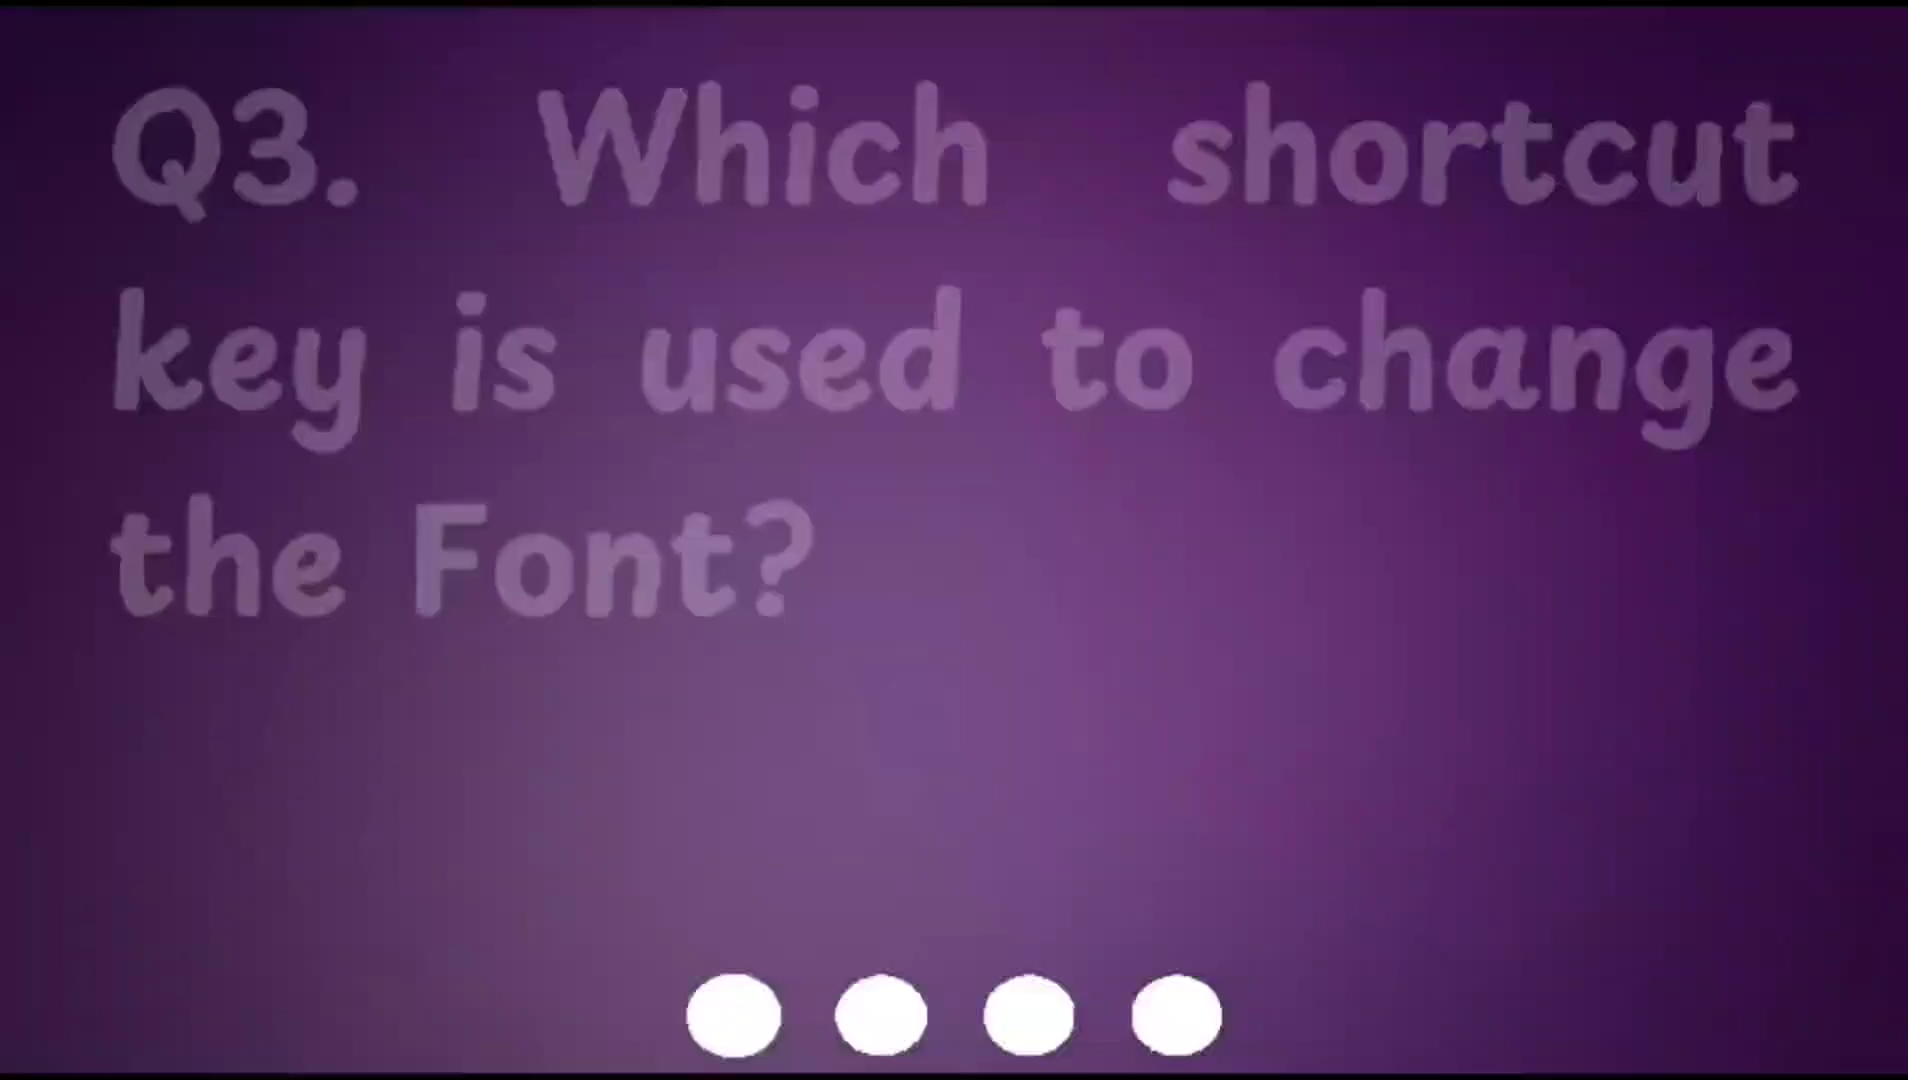 Q3. Which shortcut
key is used to change
the Font?